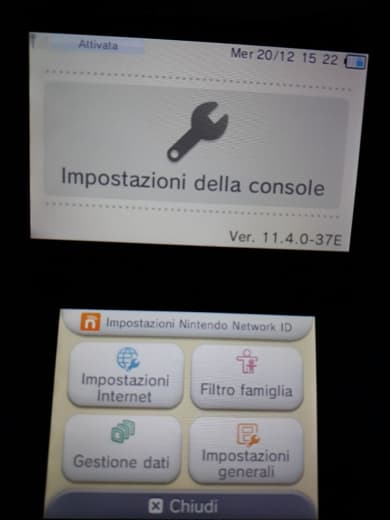 Attivata
Mer 20/12 15 22
Impostazioni della console
Ver. 11.4.0-37E
n Impostazioni Nintendo Network ID
Impostazioni
Internet
Filtro famiglia
Gestione dati
Impostazioni
generali
X Chiudi